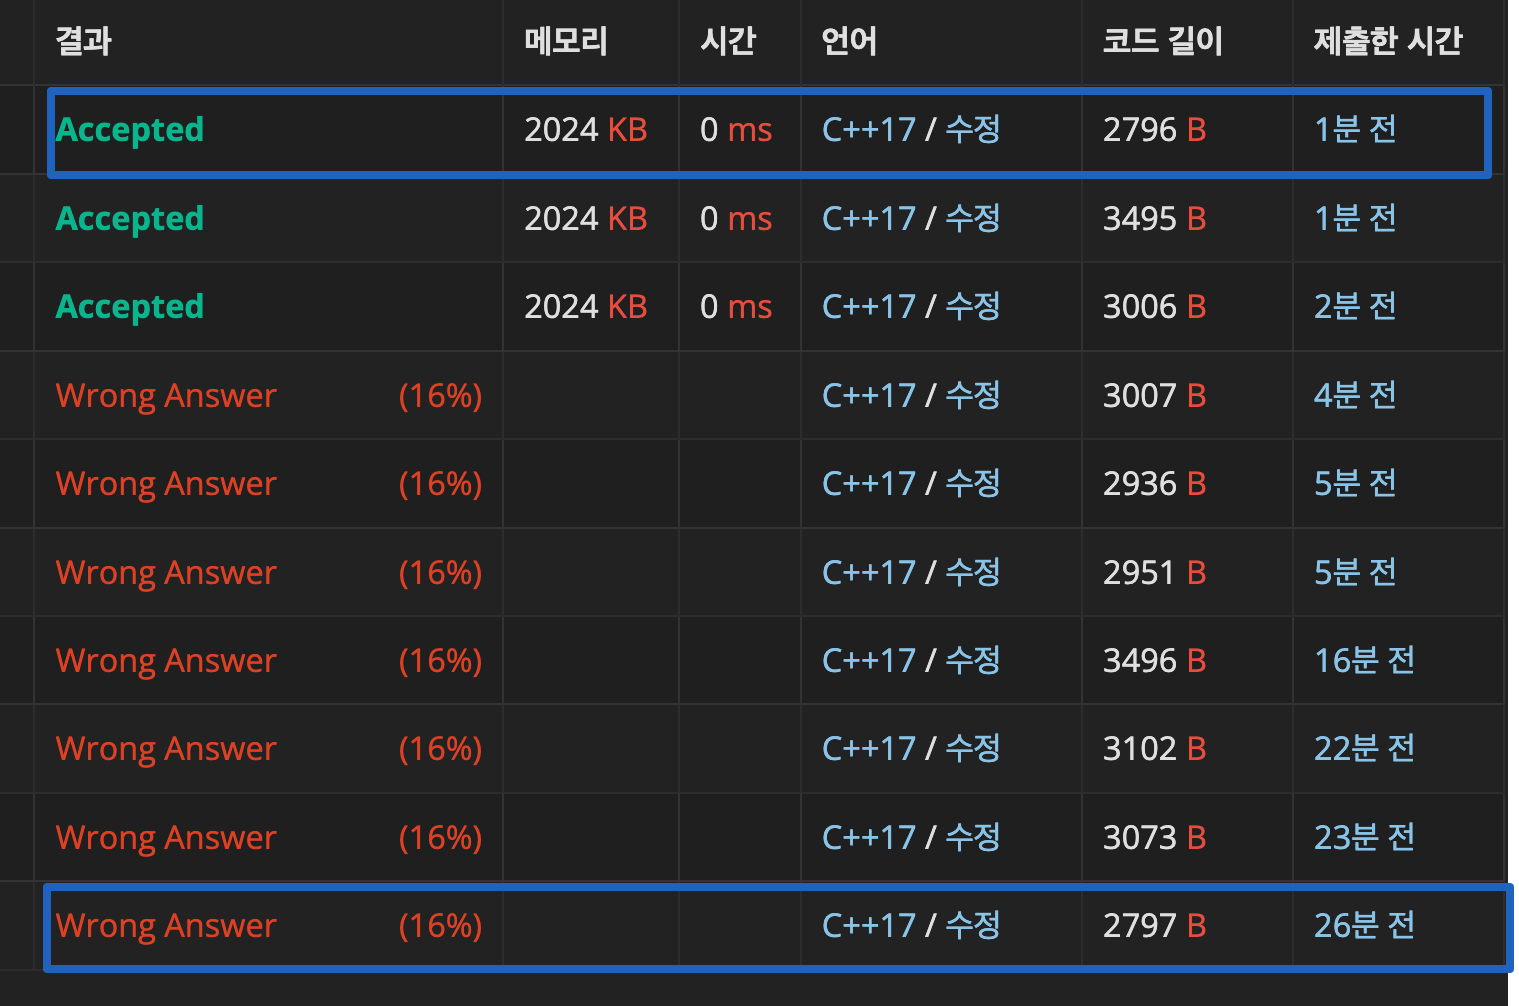 결과 메모리 시간 언어 코드 길이 제출한 시간
Accepted 2024 KB 0 ms C++17 / 수정 2796 B 1분 전
Accepted 2024 KB 0 ms C++17 / 수정 3495 B 1분 전
Accepted 2024 KB 0 ms C++17 / 수정 3006 B 2분 전
Wrong Answer (16%) C++17 / 수정 3007 B 4분 전
Wrong Answer (16%) C++17 / 수정 2936 B 5분 전
Wrong Answer (16%) C++17 / 수정 2951 B 5분 전
Wrong Answer (16%) C++17 / 수정 3496 B 16분 전
Wrong Answer (16%) C++17 / 수정 3102 B 22분 전
Wrong Answer (16%) C++17 / 수정 3073 B 23분 전
Wrong Answer (16%) C++17 / 수정 2797 B 26분 전